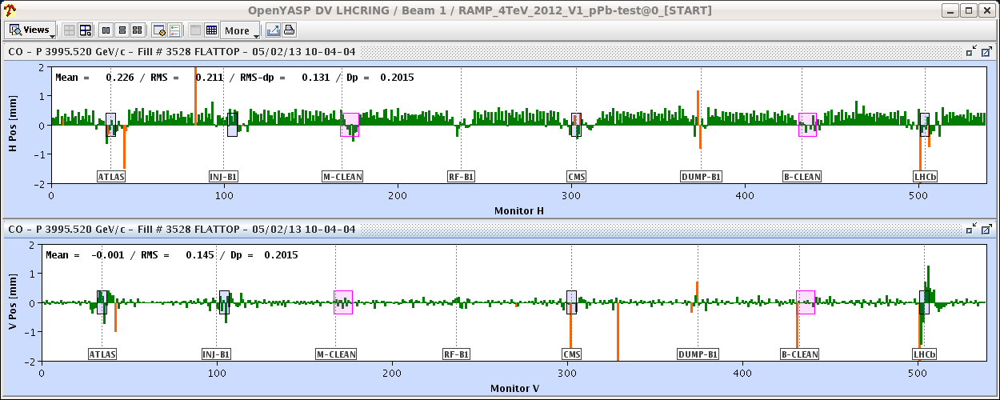 OpenYASP DV LHCRING / Beam 1 / RAMP_4TeV_2012_V1_pPb-test@0_[START]
Views More
CO - P 3995.520 GeV/c - Fill # 3528 FLATTOP - 05/02/13 10-04-04
Mean = 0.226 / RMS = 0.211 / RMS-dp = 0.131 / Dp = 0.2015
H Pos [mm]
2
1
0
-1
-2
ATLAS INJ-B1 M-CLEAN RF-B1 CMS DUMP-B1 B-CLEAN LHCb
0 100 200 300 400 500
Monitor H
CO - P 3995.520 GeV/c - Fill # 3528 FLATTOP - 05/02/13 10-04-04
Mean = -0.001 / RMS = 0.145 / Dp = 0.2015
V Pos [mm]
2
1
0
-1
-2
ATLAS INJ-B1 M-CLEAN RF-B1 CMS DUMP-B1 B-CLEAN LHCb
0 100 200 300 400 500
Monitor V